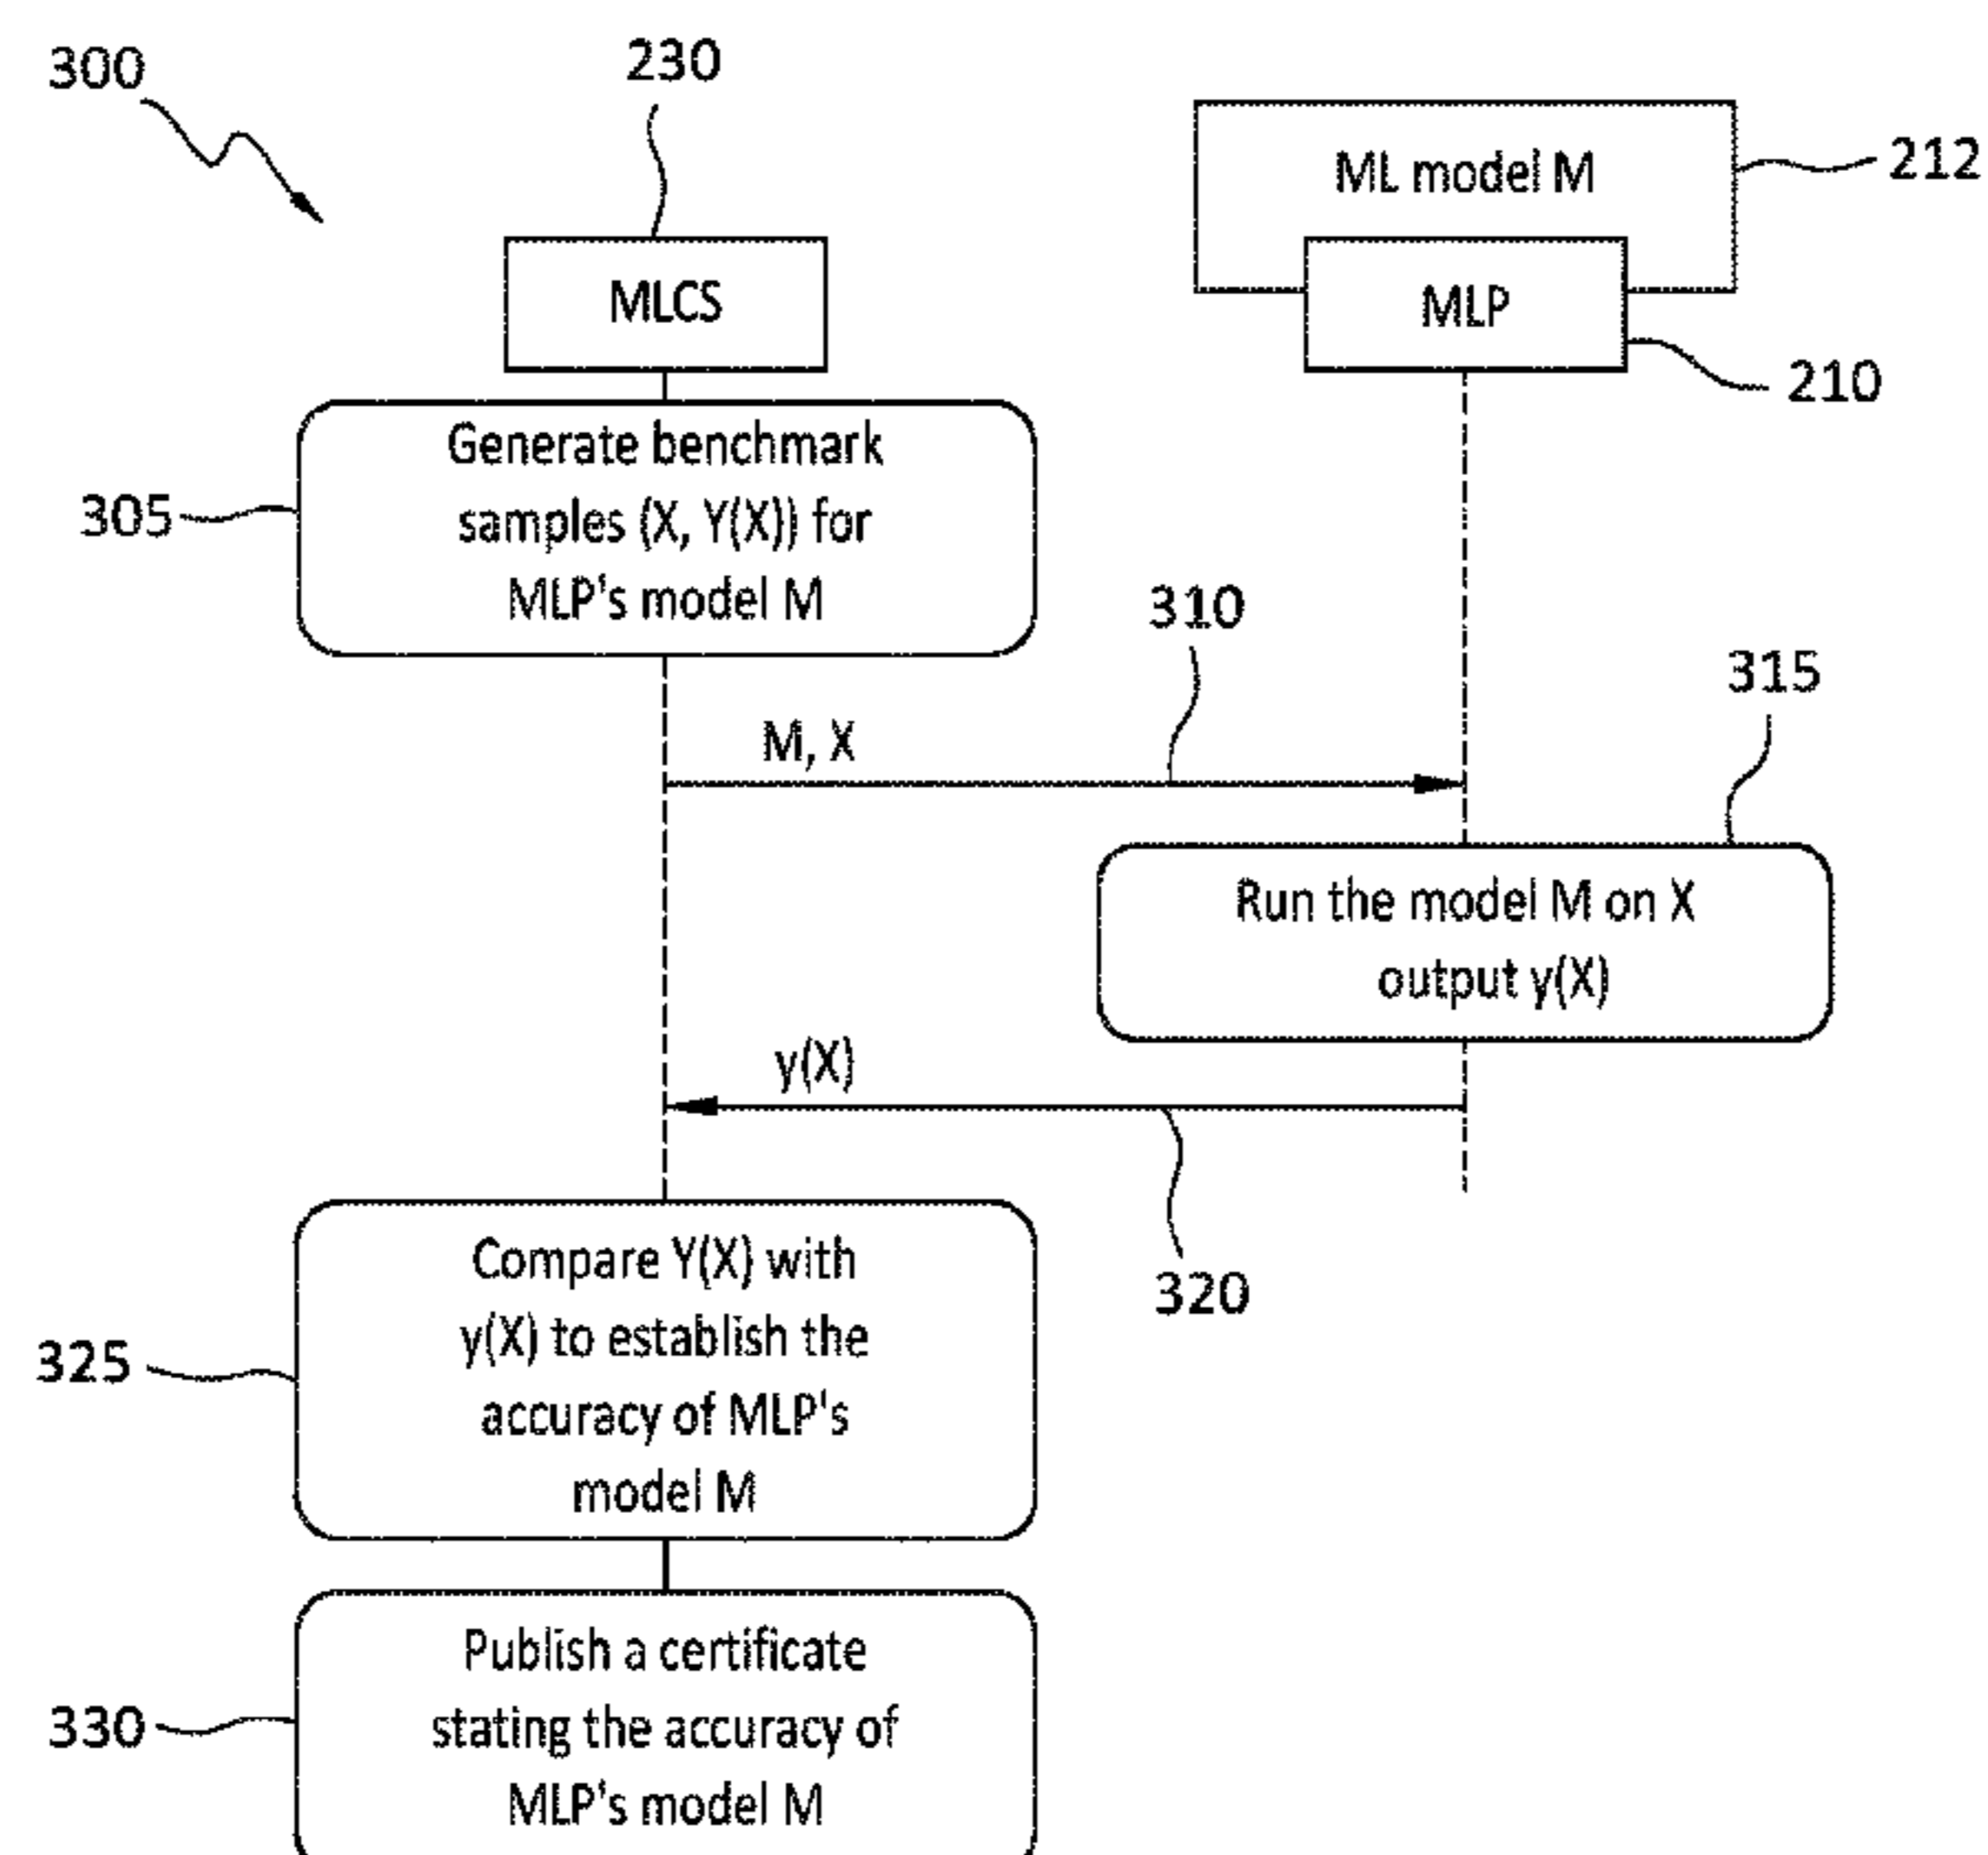 300
230
ML model M
212
MLCS
MLP
210
Generate benchmark
samples (X, Y(X)) for
MLP's model M
305
310
M, X
315
Run the model M on X
output y(X)
y(X)
320
Compare Y(X) with
y(X) to establish the
accuracy of MLP's
model M
325
Publish a certificate
stating the accuracy of
MLP's model M
330